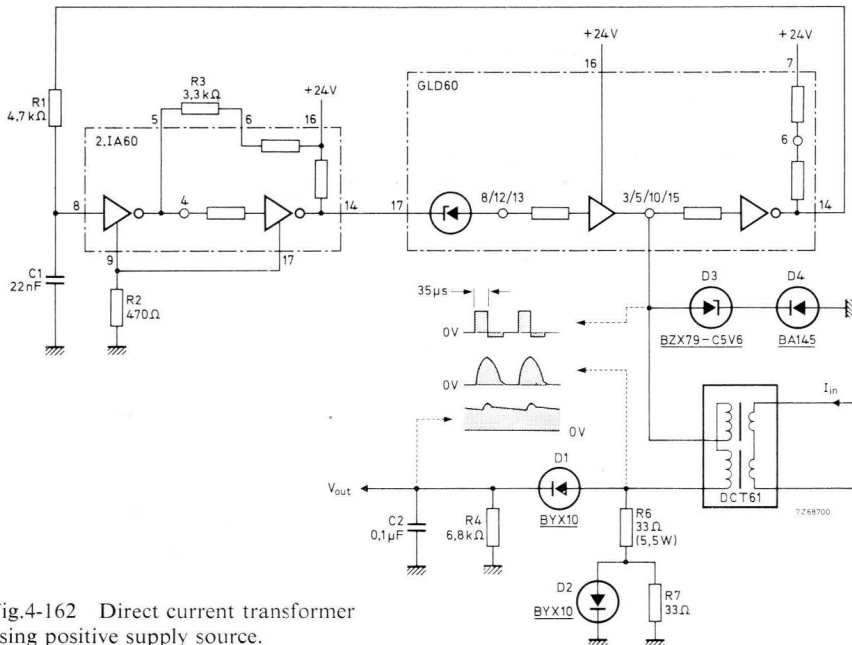 +24V
+24V
16
7
GLD60
R1
4,7kΩ
R3
3,3kΩ
+24V
5
6
16
2.IA60
6
8
4
14
17
8/12/13
3/5/10/15
14
9
17
C1
22nF
R2
470Ω
35μs
0V
0V
0V
D3
D4
BZX79-C5V6
BA145
Iin
DCT61
7Z68700
Vout
D1
BYX10
C2
0,1μF
R4
6,8kΩ
R6
33Ω
(5,5W)
D2
BYX10
R7
33Ω
ig.4-162 Direct current transformer
sing positive supply source.